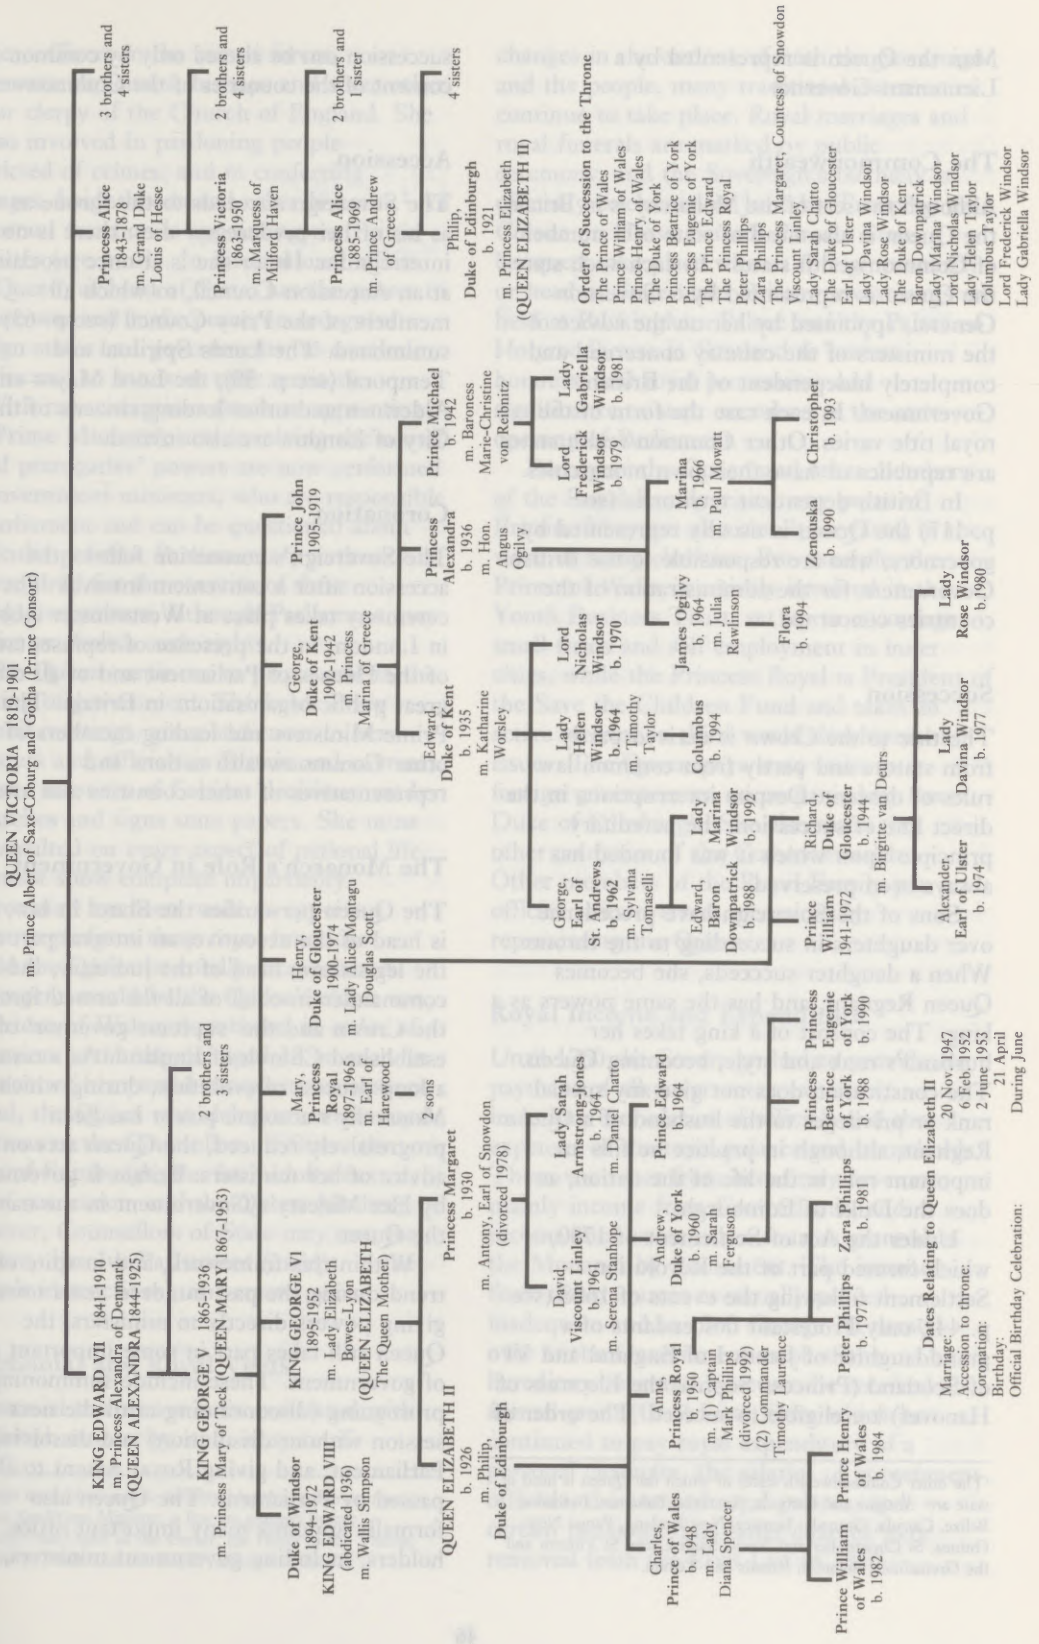 QUEEN VICTORIA 1819-1901
m. Prince Albert of Saxe-Coburg and Gotha (Prince Consort)
KING EDWARD VII 1841-1910
m. Princess Alexandra of Denmark
(QUEEN ALEXANDRA 1844-1925)
Princess Alice
1843-1878
m. Grand Duke
Louis of Hesse
3 brothers and
4 sisters
KING GEORGE V 1865-1936
m. Princess Mary of Teck (QUEEN MARY 1867-1953)
2 brothers and
3 sisters
Princess Victoria
1863-1950
m. Marquess of
Milford Haven
2 brothers and
4 sisters
Duke of Windsor
1894-1972
KING EDWARD VIII
(abdicated 1936)
m. Wallis Simpson
KING GEORGE VI
1895-1952
m. Lady Elizabeth
Bowes-Lyon
(QUEEN ELIZABETH
The Queen Mother)
Mary,
Princess
Royal
1897-1965
m. Earl of
Harewood
2 sons
Henry,
Duke of Gloucester
1900-1974
m. Lady Alice Montagu
Douglas Scott
George,
Duke of Kent
1902-1942
m. Princess
Marina of Greece
Prince John
1905-1919
Princess Alice
1885-1969
m. Prince Andrew
of Greece
2 brothers and
1 sister
QUEEN ELIZABETH II
b. 1926
m. Philip,
Duke of Edinburgh
Princess Margaret
b. 1930
m. Antony, Earl of Snowdon
(divorced 1978)
Edward,
Duke of Kent
b. 1935
m. Katharine
Worsley
Princess
Alexandra
b. 1936
m. Hon.
Angus
Ogilvy
Prince Michael
b. 1942
m. Baroness
Marie-Christine
von Reibnitz
Philip,
Duke of Edinburgh
b. 1921
m. Princess Elizabeth
(QUEEN ELIZABETH II)
4 sisters
David,
Viscount Linley
b. 1961
m. Serena Stanhope
Lady Sarah
Armstrong-Jones
b. 1964
m. Daniel Chatto
George,
Earl of
St. Andrews
b. 1962
m. Sylvana
Tomaselli
Lady
Helen
Windsor
b. 1964
m. Timothy
Taylor
Lord
Nicholas
Windsor
b. 1970
Lord
Frederick
Windsor
b. 1979
Lady
Gabriella
Windsor
b. 1981
Charles,
Prince of Wales
b. 1948
m. Lady
Diana Spencer
Anne,
Princess Royal
b. 1950
m. (1) Captain
Mark Phillips
(divorced 1992)
(2) Commander
Timothy Laurence
Andrew,
Duke of York
b. 1960
m. Sarah
Ferguson
Prince Edward
b. 1964
Edward,
Baron
Downpatrick
b. 1988
Lady
Marina
Windsor
b. 1992
Columbus
b. 1994
James Ogilvy
b. 1964
m. Julia
Rawlinson
Marina
b. 1966
m. Paul Mowatt
Flora
b. 1994
Zenouska
b. 1990
Christopher
b. 1993
Prince William
of Wales
b. 1982
Prince Henry
of Wales
b. 1984
Peter Phillips
b. 1977
Zara Phillips
b. 1981
Princess
Beatrice
of York
b. 1988
Princess
Eugenie
of York
b. 1990
Prince
William
1941-1972
Richard,
Duke of
Gloucester
b. 1944
m. Birgitte van Deurs
Alexander,
Earl of Ulster
b. 1974
Lady
Davina Windsor
b. 1977
Lady
Rose Windsor
b. 1980
Order of Succession to the Throne
The Prince of Wales
Prince William of Wales
Prince Henry of Wales
The Duke of York
Princess Beatrice of York
Princess Eugenie of York
The Prince Edward
The Princess Royal
Peter Phillips
Zara Phillips
The Princess Margaret, Countess of Snowdon
Viscount Linley
Lady Sarah Chatto
The Duke of Gloucester
Earl of Ulster
Lady Davina Windsor
Lady Rose Windsor
The Duke of Kent
Baron Downpatrick
Lady Marina Windsor
Lord Nicholas Windsor
Lady Helen Taylor
Columbus Taylor
Lord Frederick Windsor
Lady Gabriella Windsor
Dates Relating to Queen Elizabeth II
Marriage: 20 Nov. 1947
Accession to throne: 6 Feb. 1952
Coronation: 2 June 1953
Birthday: 21 April
Official Birthday Celebration: During June